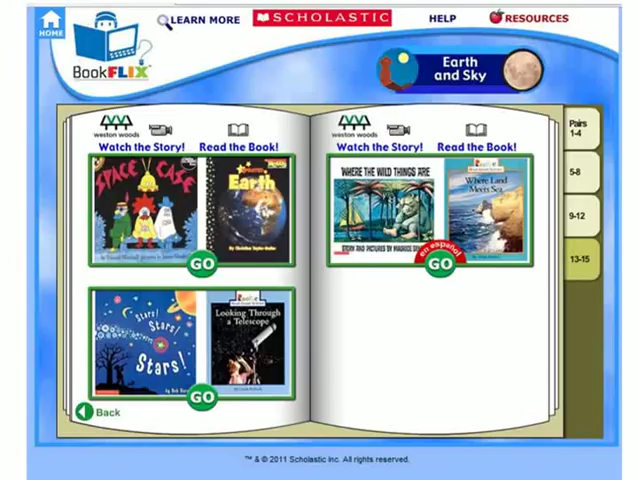 HOME
LEARN MORE
SCHOLASTIC
HELP
RESOURCES
BookFLIX
Earth
and Sky
weston woods
Watch the Story!
Read the Book!
SPACE CASE
Earth
GO
Stars!
Stars!
Stars!
Looking Through
a Telescope
GO
Back
weston woods
Watch the Story!
Read the Book!
WHERE THE WILD THINGS ARE
STORY AND PICTURES BY MAURICE
Where Land
Meets Sea
en español
GO
Pairs
1-4
5-8
9-12
13-15
™ & © 2011 Scholastic Inc. All rights reserved.